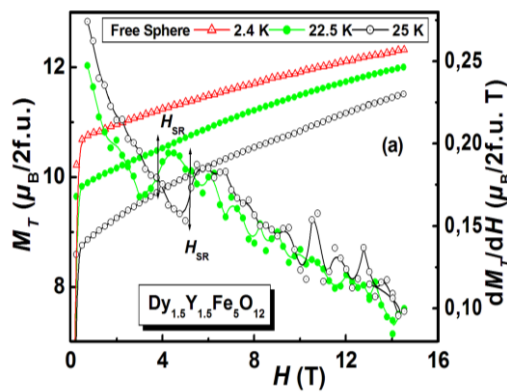 Free Sphere 2.4 K 22.5 K 25 K
12
10
8
M_T (μ_B/2f.u.)
0,25
0,20
0,15
0,10
dM_T/dH (μ_B/2f.u. T)
H_SR
(a)
H_SR
Dy₁.₅Y₁.₅Fe₅O₁₂
0 4 8 12 16
H (T)